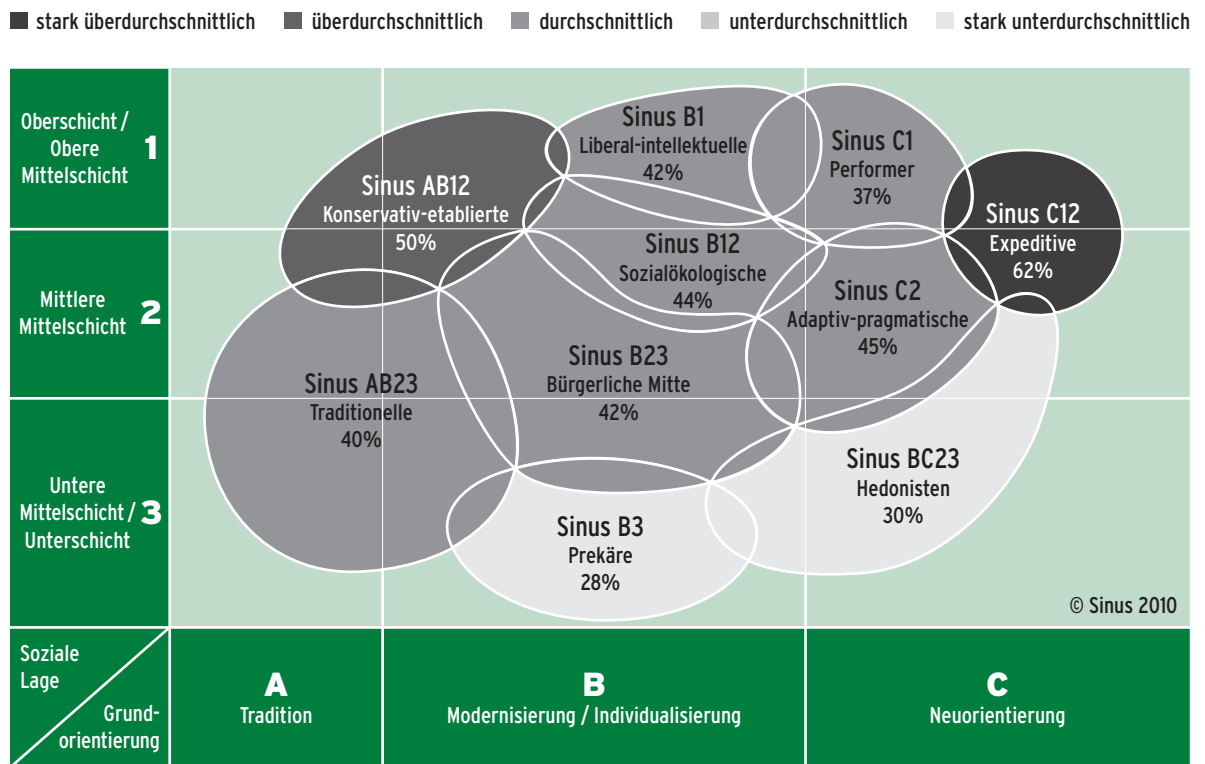 stark überdurchschnittlich überdurchschnittlich durchschnittlich unterdurchschnittlich stark unterdurchschnittlich
Oberschicht /
Obere
Mittelschicht
1
Mittlere
Mittelschicht
2
Untere
Mittelschicht /
Unterschicht
3
Sinus AB12
Konservativ-etablierte
50%
Sinus B1
Liberal-intellektuelle
42%
Sinus C1
Performer
37%
Sinus C12
Expeditive
62%
Sinus B12
Sozialökologische
44%
Sinus C2
Adaptiv-pragmatische
45%
Sinus AB23
Traditionelle
40%
Sinus B23
Bürgerliche Mitte
42%
Sinus BC23
Hedonisten
30%
Sinus B3
Prekäre
28%
© Sinus 2010
Soziale
Lage
Grund-
orientierung
A
Tradition
B
Modernisierung / Individualisierung
C
Neuorientierung